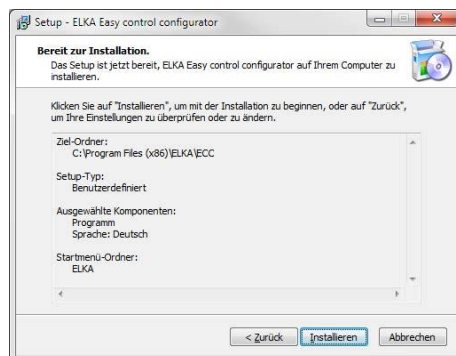 Setup - ELKA Easy control configurator
Bereit zur Installation.
Das Setup ist jetzt bereit, ELKA Easy control configurator auf Ihrem Computer zu
installieren.
Klicken Sie auf "Installieren", um mit der Installation zu beginnen, oder auf "Zurück",
um Ihre Einstellungen zu überprüfen oder zu ändern.
Ziel-Ordner:
C:\Program Files (x86)\ELKA\ECC
Setup-Typ:
Benutzerdefiniert
Ausgewählte Komponenten:
Programm
Sprache: Deutsch
Startmenü-Ordner:
ELKA
< Zurück Installieren Abbrechen